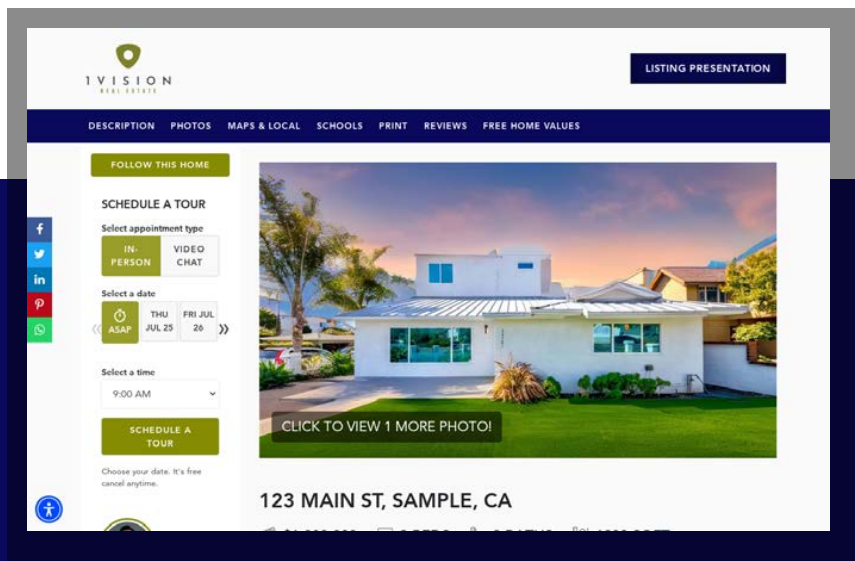 1VISION
REAL ESTATE
LISTING PRESENTATION
DESCRIPTION PHOTOS MAPS & LOCAL SCHOOLS PRINT REVIEWS FREE HOME VALUES
FOLLOW THIS HOME
SCHEDULE A TOUR
Select appointment type
IN-
PERSON
VIDEO
CHAT
Select a date
ASAP
THU
JUL 25
FRI JUL
26
Select a time
9:00 AM
SCHEDULE A
TOUR
Choose your date. It's free
cancel anytime.
CLICK TO VIEW 1 MORE PHOTO!
123 MAIN ST, SAMPLE, CA